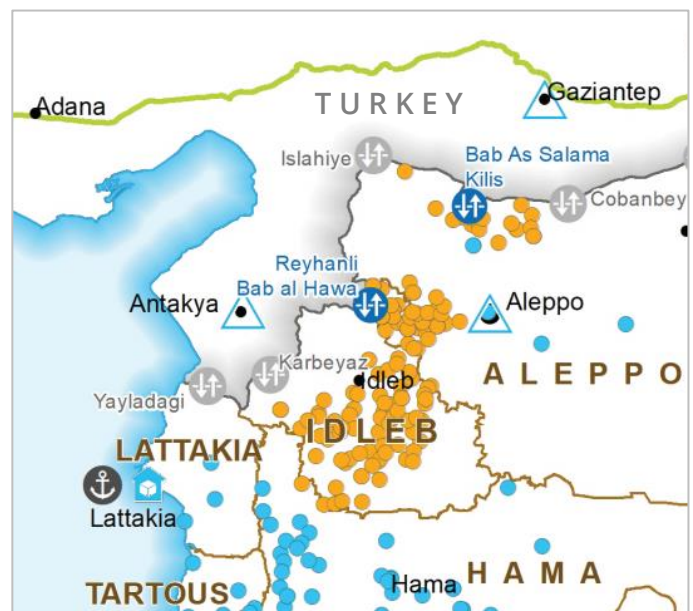 Adana
TURKEY
Gaziantep
Islahiye
Bab As Salama
Kilis
Cobanbey
Reyhanli
Bab al Hawa
Antakya
Aleppo
Karbeyaz
Idleb
ALEPPO
Yayladagi
IDLEB
LATTAKIA
Lattakia
HAMA
Hama
TARTOUS